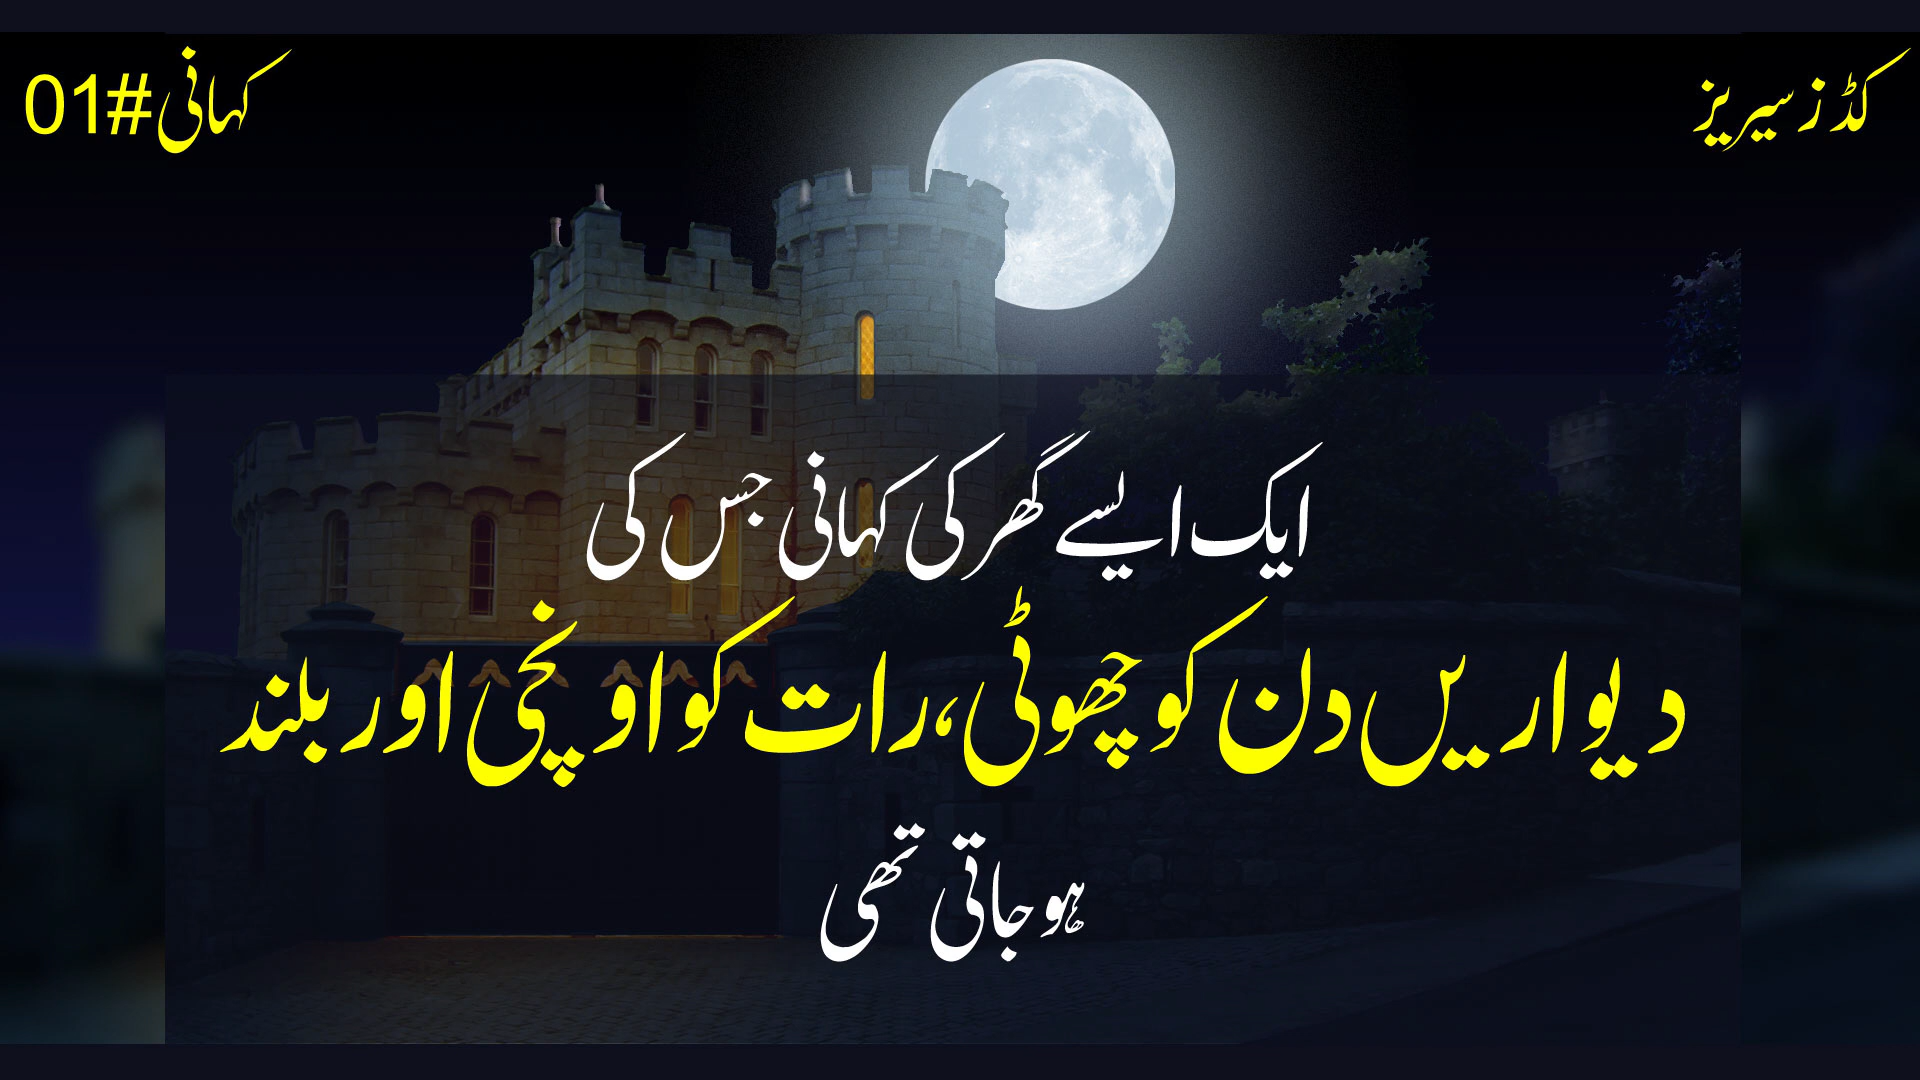 کڈز سیریز
کہانی#01
ایک ایسے گھر کی کہانی جس کی
دیواریں دن کو چھوٹی، رات کو اونچی اور بلند
ہو جاتی تھی